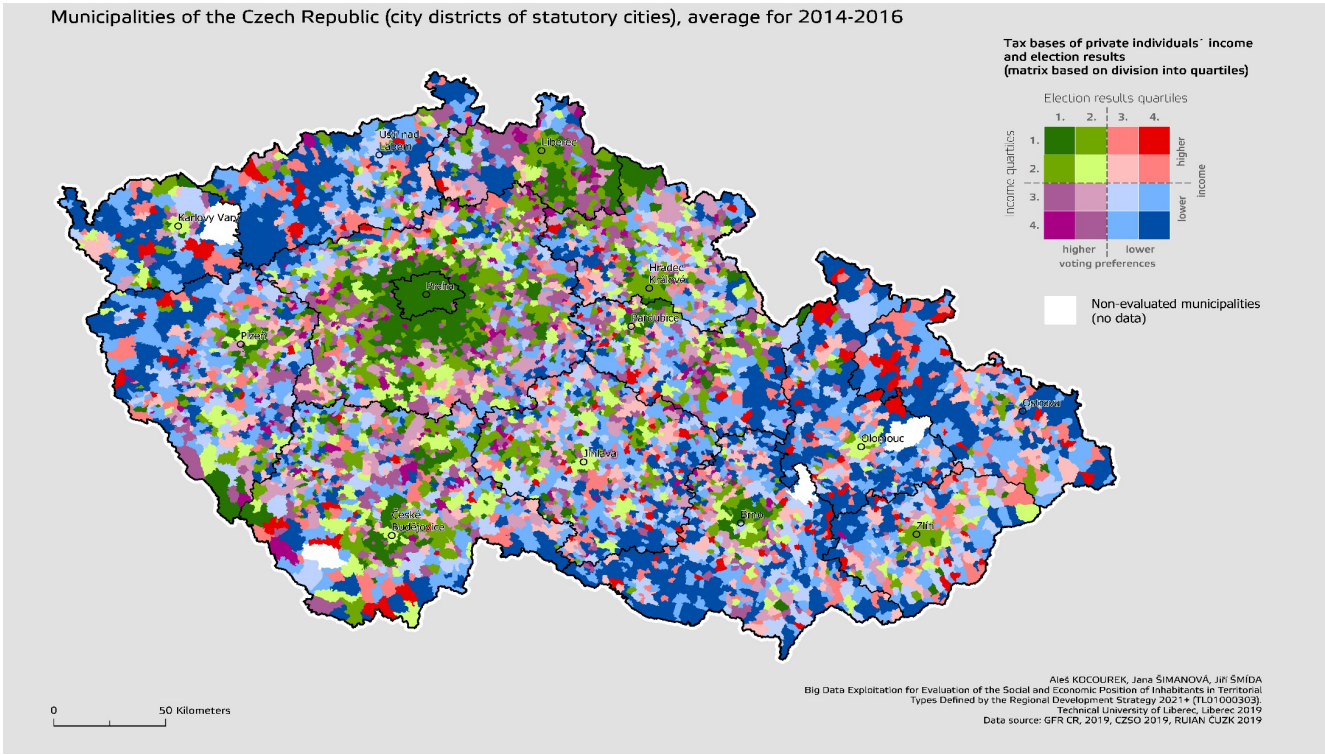 Municipalities of the Czech Republic (city districts of statutory cities), average for 2014-2016
Tax bases of private individuals´ income
and election results
(matrix based on division into quartiles)
Election results quartiles
1. 2. 3. 4.
Income quartiles
1.
2.
3.
4.
higher
lower
income
higher lower
voting preferences
Non-evaluated municipalities
(no data)
Ústí nad
Labem
Liberec
Karlovy Vary
Hradec
Králové
Praha
Pardubice
Plzeň
Ostrava
Olomouc
Jihlava
České
Budějovice
Brno
Zlín
Aleš KOCOUREK, Jana ŠIMANOVÁ, Jiří ŠMÍDA
Big Data Exploitation for Evaluation of the Social and Economic Position of Inhabitants in Territorial
Types Defined by the Regional Development Strategy 2021+ (TL01000303).
Technical University of Liberec, Liberec 2019
Data source: GFR CR, 2019, CZSO 2019, RUIAN ČUZK 2019
0 50 Kilometers